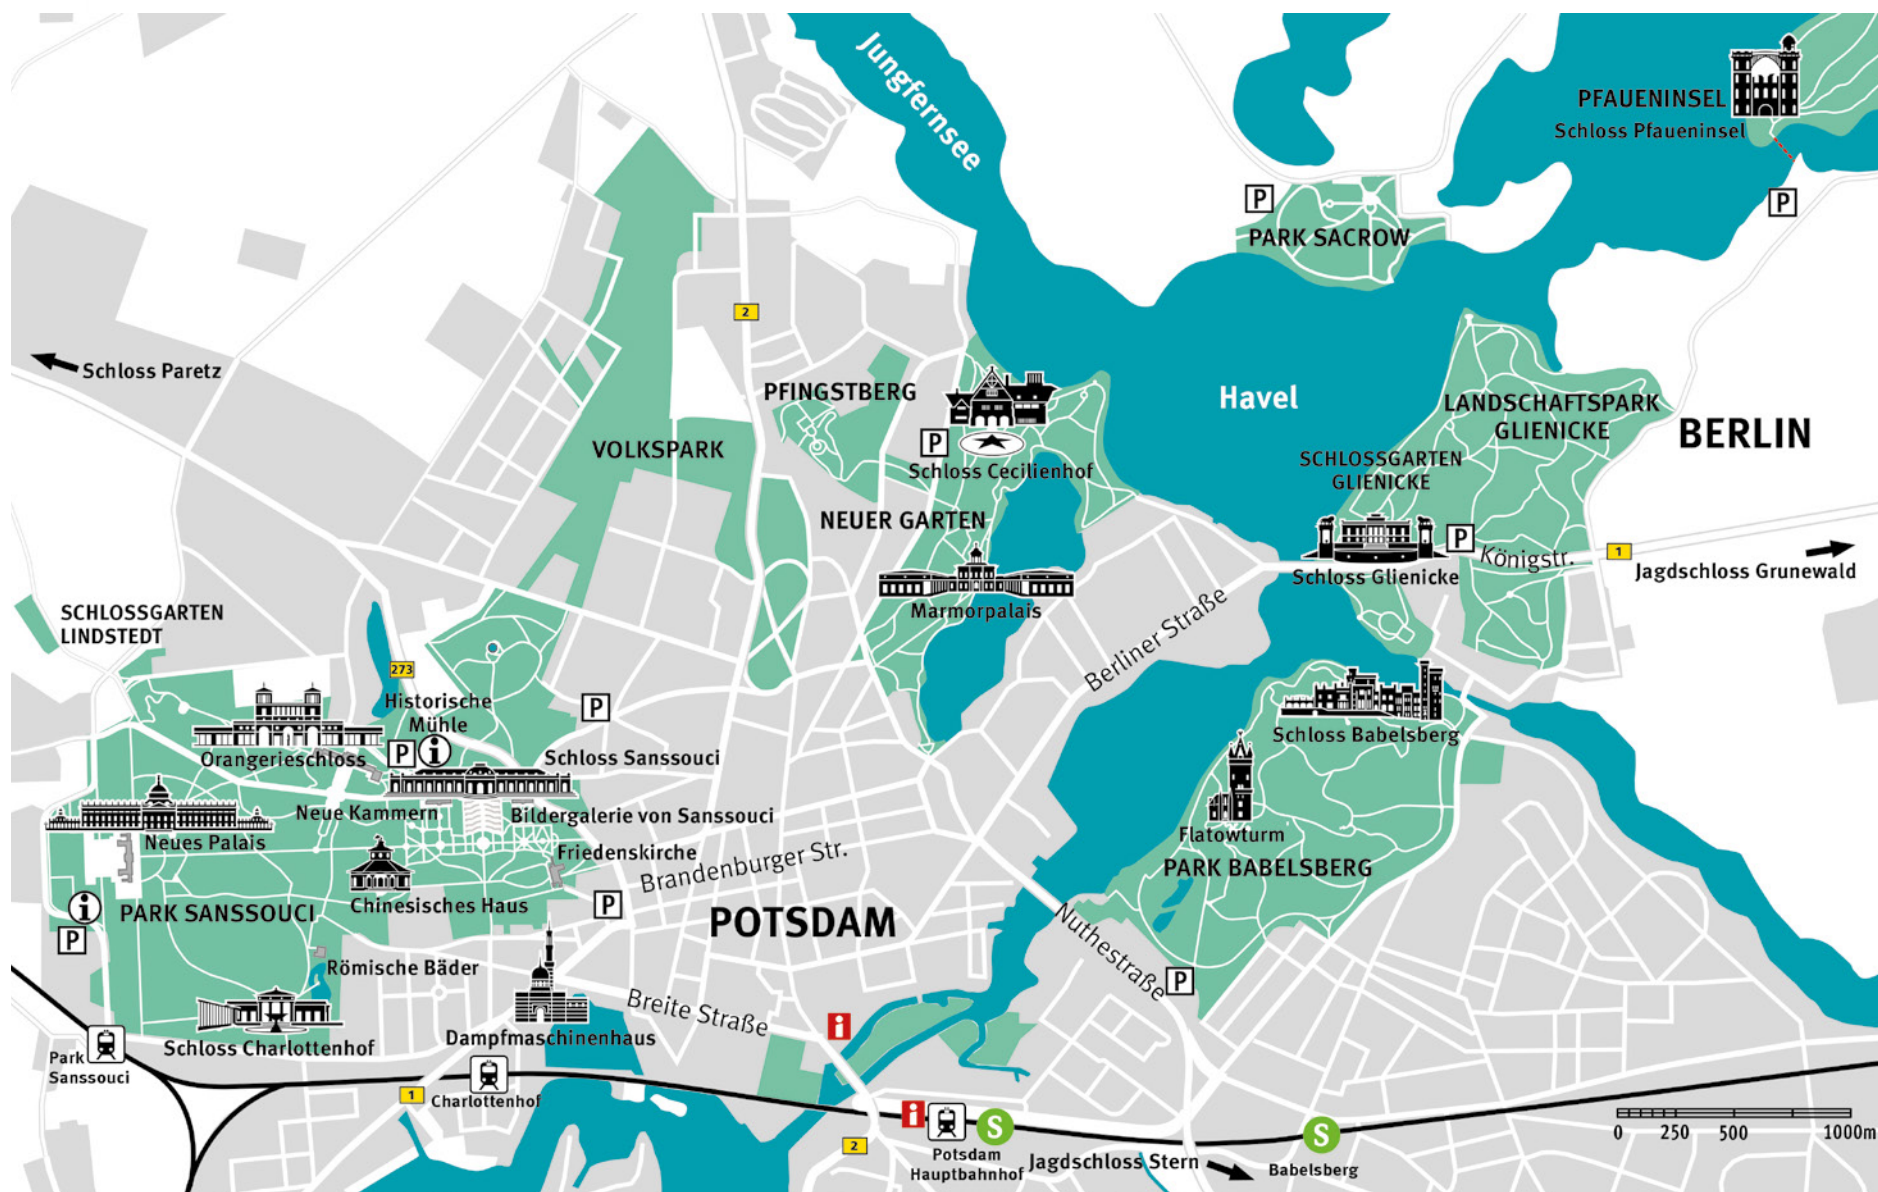 Jungfernsee
PFAUENINSEL
Schloss Pfaueninsel
P
P
PARK SACROW
2
Schloss Paretz
PFINGSTBERG
Havel
LANDSCHAFTSPARK
GLIENICKE
BERLIN
VOLKSPARK
P
Schloss Cecilienhof
SCHLOSSGARTEN
GLIENICKE
NEUER GARTEN
P
Königstr.
1
Schloss Glienicke
Jagdschloss Grunewald
Marmorpalais
SCHLOSSGARTEN
LINDSTEDT
Berliner Straße
273
Historische
Mühle
P
Schloss Babelsberg
P
i
Orangerieschloss
Schloss Sanssouci
Neue Kammern
Bildergalerie von Sanssouci
Flatowturm
Neues Palais
Friedenskirche
Brandenburger Str.
PARK BABELSBERG
Chinesisches Haus
P
i
PARK SANSSOUCI
POTSDAM
P
Nuthestraße
Römische Bäder
P
Breite Straße
i
Dampfmaschinenhaus
Schloss Charlottenhof
Park
Sanssouci
1
Charlottenhof
i
S
S
0 250 500 1000m
2
Potsdam
Hauptbahnhof
Jagdschloss Stern
Babelsberg